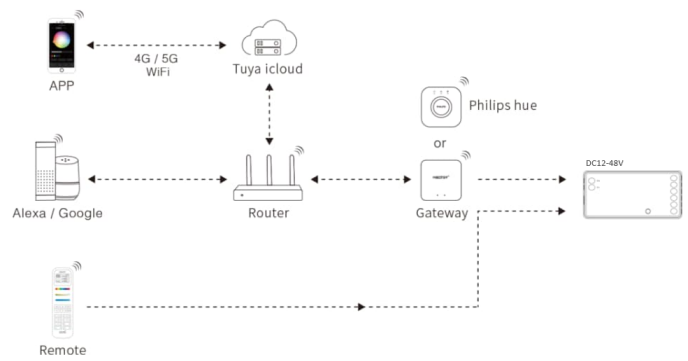 4G / 5G
WiFi
APP
Tuya icloud
Philips hue
or
DC12-48V
Alexa / Google
Router
Gateway
Remote